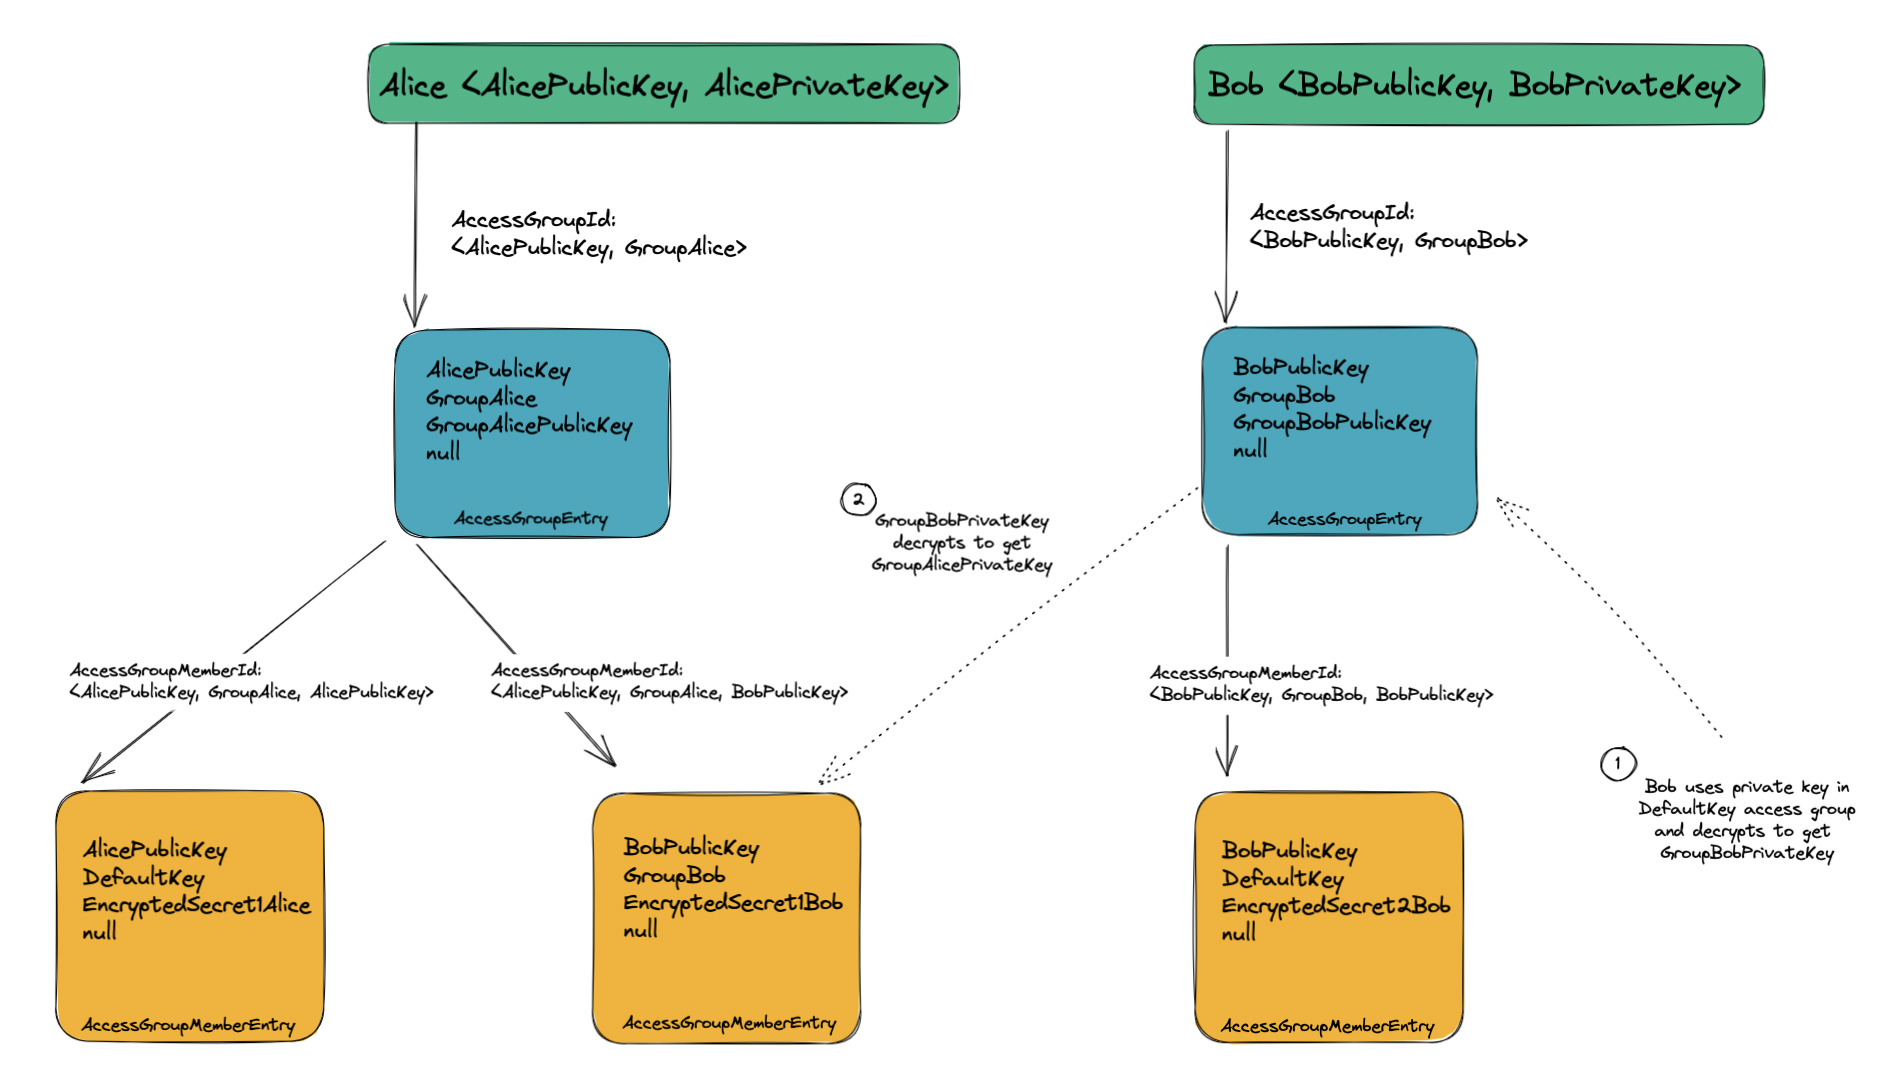 Alice <AlicePublicKey, AlicePrivateKey>
Bob <BobPublicKey, BobPrivateKey>
AccessGroupId:
<AlicePublicKey, GroupAlice>
AccessGroupId:
<BobPublicKey, GroupBob>
AlicePublicKey
GroupAlice
GroupAlicePublicKey
null
AccessGroupEntry
BobPublicKey
GroupBob
GroupBobPublicKey
null
AccessGroupEntry
2
GroupBobPrivateKey
decrypts to get
GroupAlicePrivateKey
AccessGroupMemberId:
<AlicePublicKey, GroupAlice, AlicePublicKey>
AccessGroupMemberId:
<AlicePublicKey, GroupAlice, BobPublicKey>
AccessGroupMemberId:
<BobPublicKey, GroupBob, BobPublicKey>
1
Bob uses private key in
DefaultKey access group
and decrypts to get
GroupBobPrivateKey
AlicePublicKey
DefaultKey
EncryptedSecret1Alice
null
AccessGroupMemberEntry
BobPublicKey
GroupBob
EncryptedSecret1Bob
null
AccessGroupMemberEntry
BobPublicKey
DefaultKey
EncryptedSecret2Bob
null
AccessGroupMemberEntry